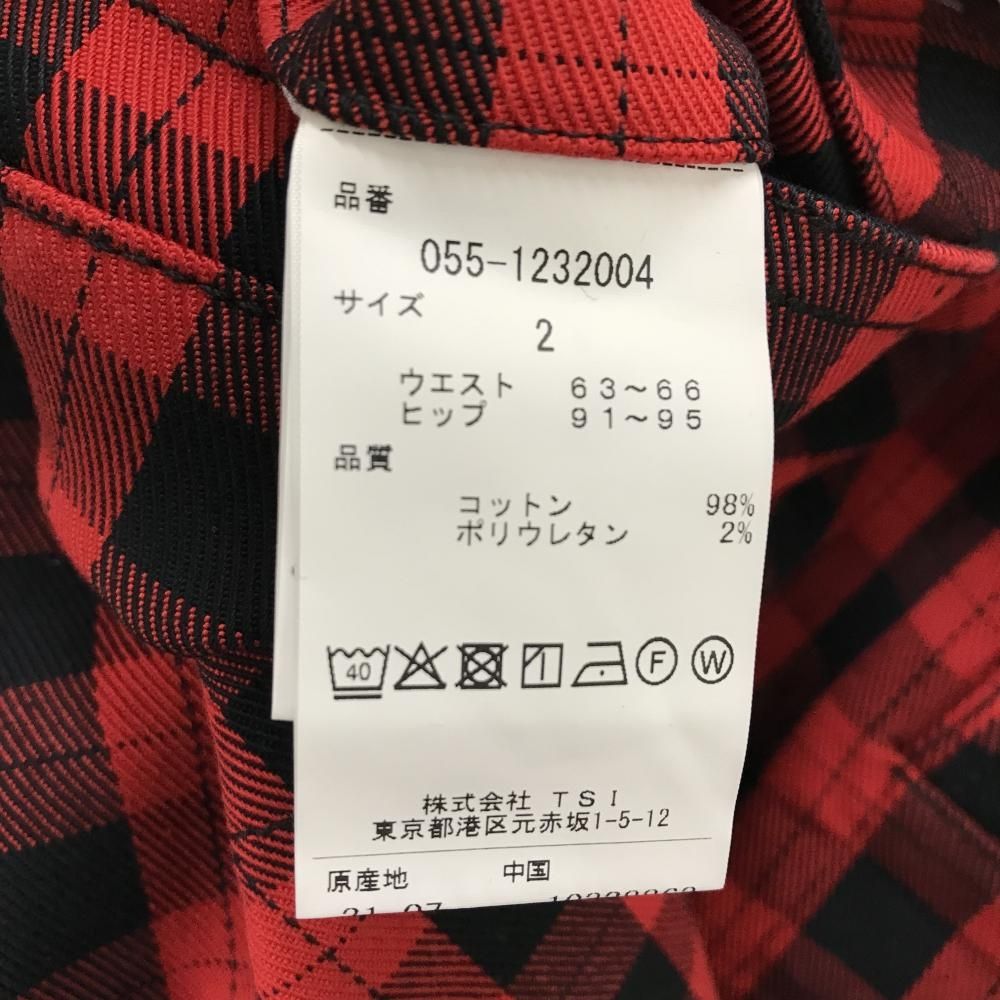 品番
055-1232004
サイズ
2
ウエスト 63～66
ヒップ 91～95
品質
コットン 98%
ポリウレタン 2%
40
F W
株式会社 TSI
東京都港区元赤坂1-5-12
原産地 中国